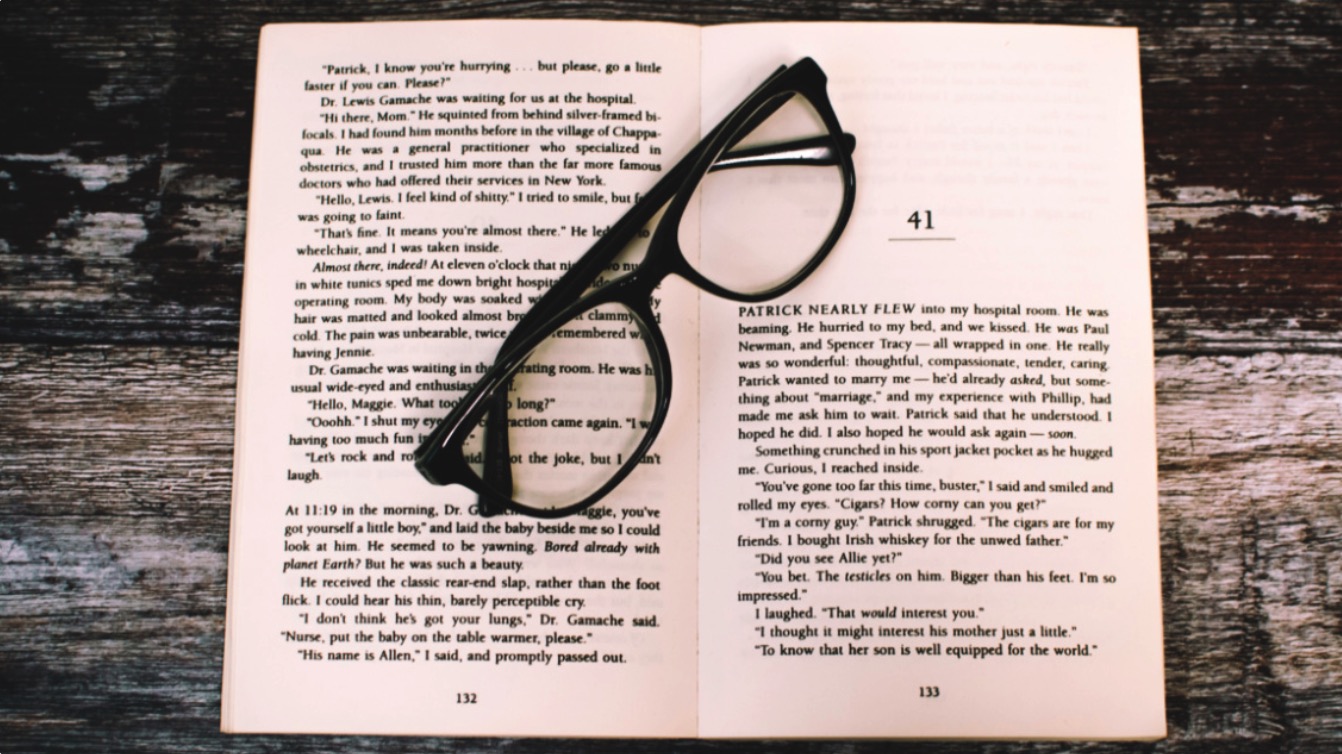 "Patrick, I know you're hurrying . . . but please, go a little
faster if you can. Please?"
Dr. Lewis Gamache was waiting for us at the hospital.
"Hi there, Mom." He squinted from behind silver-framed bi-
focals. I had found him months before in the village of Chappa-
qua. He was a general practitioner who specialized in
obstetrics, and I trusted him more than the far more famous
doctors who had offered their services in New York.
"Hello, Lewis. I feel kind of shitty." I tried to smile, but
was going to faint.
"That's fine. It means you're almost there." He led to
wheelchair, and I was taken inside.
Almost there, indeed! At eleven o'clock that
in white tunics sped me down bright
operating room. My body was soaked
hair was matted and looked almost clammy
cold. The pain was unbearable, twice remembered
having Jennie.
Dr. Gamache was waiting in the operating room. He was
usual wide-eyed and
"Hello, Maggie. What long?"
"Ooohh." I shut my came again.
having too much fun
"Let's rock and the joke, but I
laugh.
At 11:19 in the morning, Dr. you've
got yourself a little boy," and laid the baby beside me so I could
look at him. He seemed to be yawning. Bored already with
planet Earth? But he was such a beauty.
He received the classic rear-end slap, rather than the foot
flick. I could hear his thin, barely perceptible cry.
"I don't think he's got your lungs," Dr. Gamache said.
"Nurse, put the baby on the table warmer, please."
"His name is Allen," I said, and promptly passed out.
132
41
PATRICK NEARLY FLEW into my hospital room. He was
beaming. He hurried to my bed, and we kissed. He was Paul
Newman, and Spencer Tracy — all wrapped in one. He really
was so wonderful: thoughtful, compassionate, tender, caring.
Patrick wanted to marry me — he'd already asked, but some-
thing about "marriage," and my experience with Phillip, had
made me ask him to wait. Patrick said that he understood. I
hoped he did. I also hoped he would ask again — soon.
Something crunched in his sport jacket pocket as he hugged
me. Curious, I reached inside.
"You've gone too far this time, buster," I said and smiled and
rolled my eyes. "Cigars? How corny can you get?"
"I'm a corny guy." Patrick shrugged. "The cigars are for my
friends. I bought Irish whiskey for the unwed father."
"Did you see Allie yet?"
"You bet. The testicles on him. Bigger than his feet. I'm so
impressed."
I laughed. "That would interest you."
"I thought it might interest his mother just a little."
"To know that her son is well equipped for the world."
133